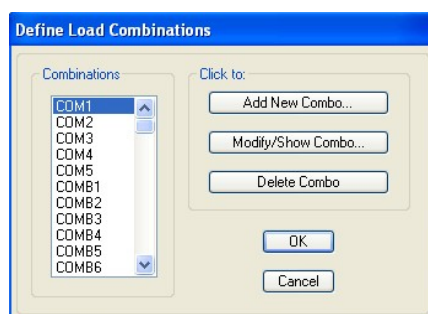 Define Load Combinations
Combinations
COM1
COM2
COM3
COM4
COM5
COMB1
COMB2
COMB3
COMB4
COMB5
COMB6
Click to:
Add New Combo...
Modify/Show Combo...
Delete Combo
OK
Cancel